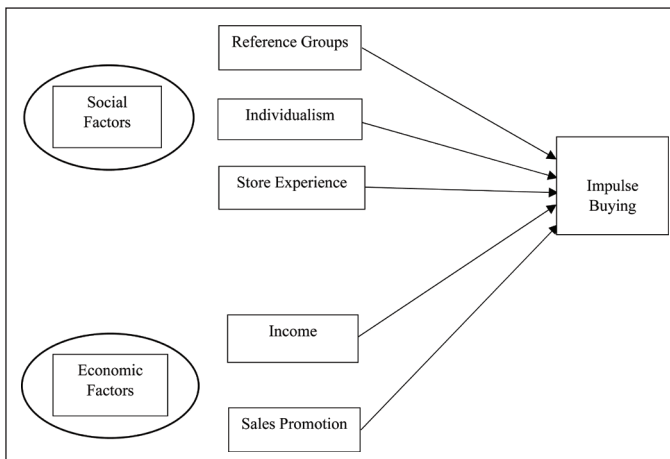 Reference Groups
Social
Factors
Individualism
Store Experience
Impulse
Buying
Income
Economic
Factors
Sales Promotion